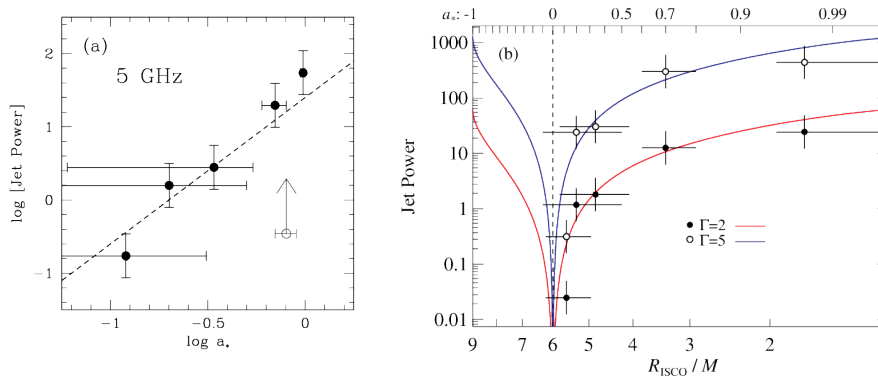 (a)
5 GHz
log [Jet Power]
2
1
0
−1
−1
−0.5
0
log a*
a*: -1
0
0.5
0.7
0.9
0.99
(b)
Jet Power
1000
100
10
1
0.1
0.01
Γ=2
Γ=5
9
7
6
5
4
3
2
R_ISCO / M